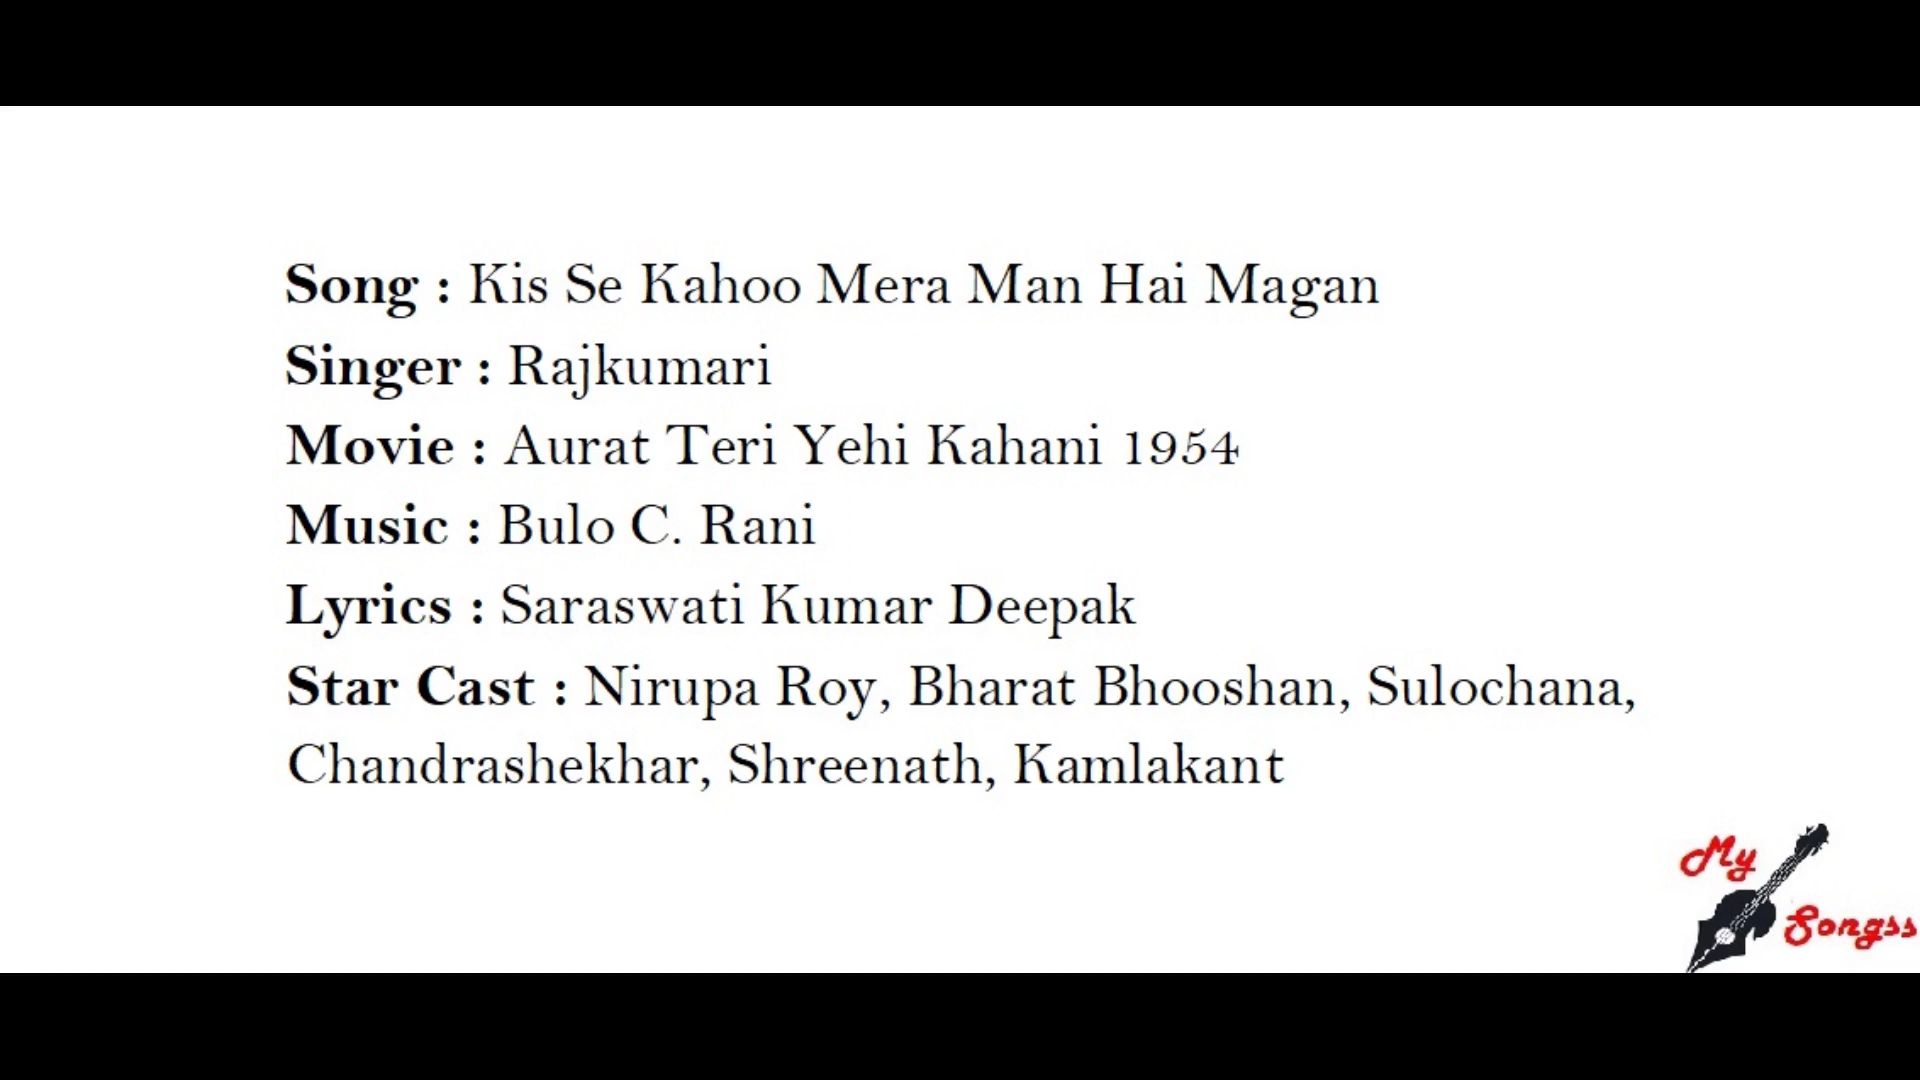 Song : Kis Se Kahoo Mera Man Hai Magan
Singer : Rajkumari
Movie : Aurat Teri Yehi Kahani 1954
Music : Bulo C. Rani
Lyrics : Saraswati Kumar Deepak
Star Cast : Nirupa Roy, Bharat Bhooshan, Sulochana,
Chandrashekhar, Shreenath, Kamlakant
My
Songss